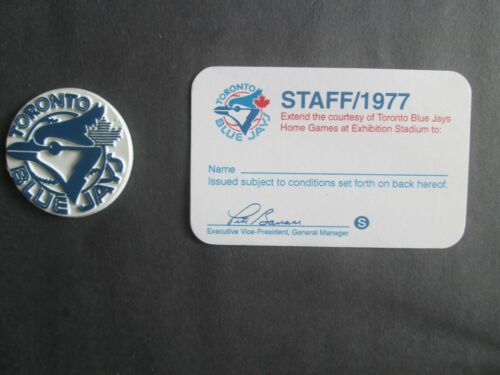 TORONTO
BLUE JAYS
TORONTO
BLUE JAYS
STAFF/1977
Extend the courtesy of Toronto Blue Jays
Home Games at Exhibition Stadium to:
Name
Issued subject to conditions set forth on back hereof.
Executive Vice-President, General Manager
S